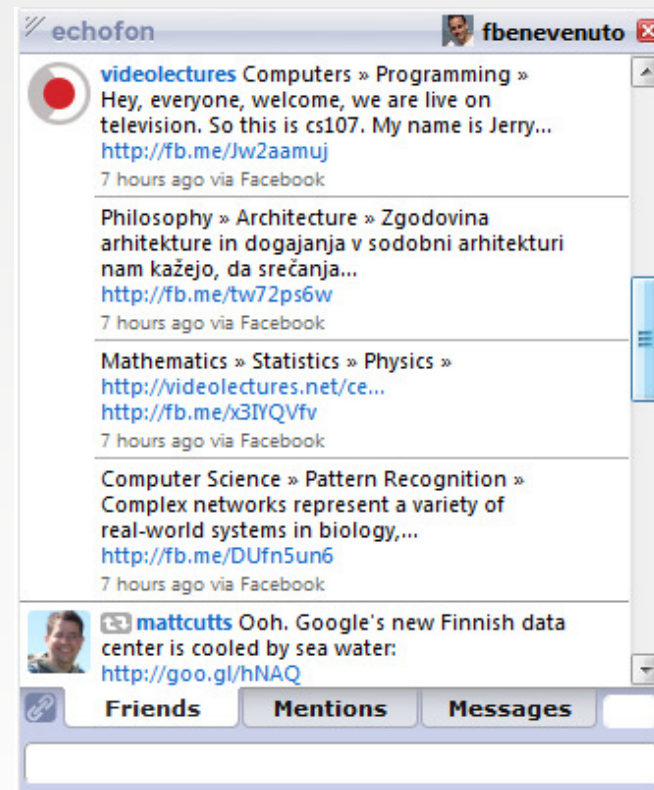 echofon fbenevenuto
videolectures Computers » Programming »
Hey, everyone, welcome, we are live on
television. So this is cs107. My name is Jerry...
http://fb.me/Jw2aamuj
7 hours ago via Facebook
Philosophy » Architecture » Zgodovina
arhitekture in dogajanja v sodobni arhitekturi
nam kažejo, da srečanja...
http://fb.me/tw72ps6w
7 hours ago via Facebook
Mathematics » Statistics » Physics »
http://videolectures.net/ce...
http://fb.me/x3IYQVfv
7 hours ago via Facebook
Computer Science » Pattern Recognition »
Complex networks represent a variety of
real-world systems in biology,...
http://fb.me/DUfn5un6
7 hours ago via Facebook
mattcutts Ooh. Google's new Finnish data
center is cooled by sea water:
http://goo.gl/hNAQ
Friends Mentions Messages